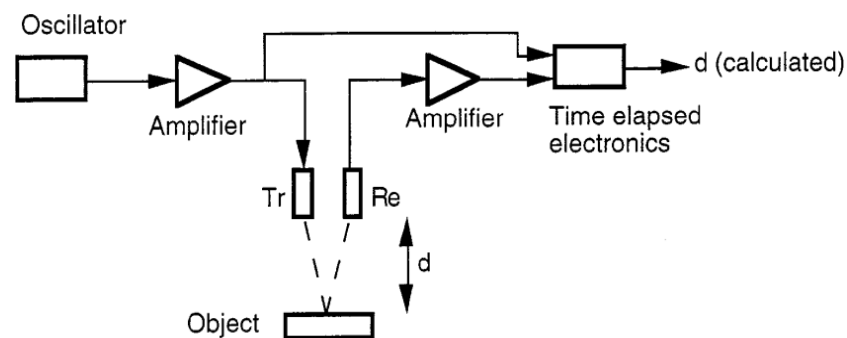 Oscillator
d (calculated)
Amplifier
Amplifier
Time elapsed
electronics
Tr
Re
d
Object